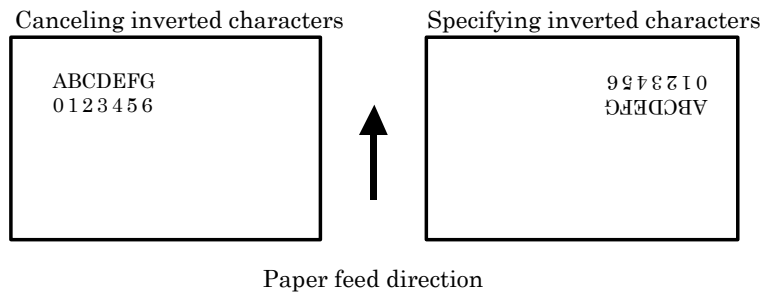 Canceling inverted characters
ABCDEFG
0123456
Specifying inverted characters
ABCDEFG
0123456
Paper feed direction